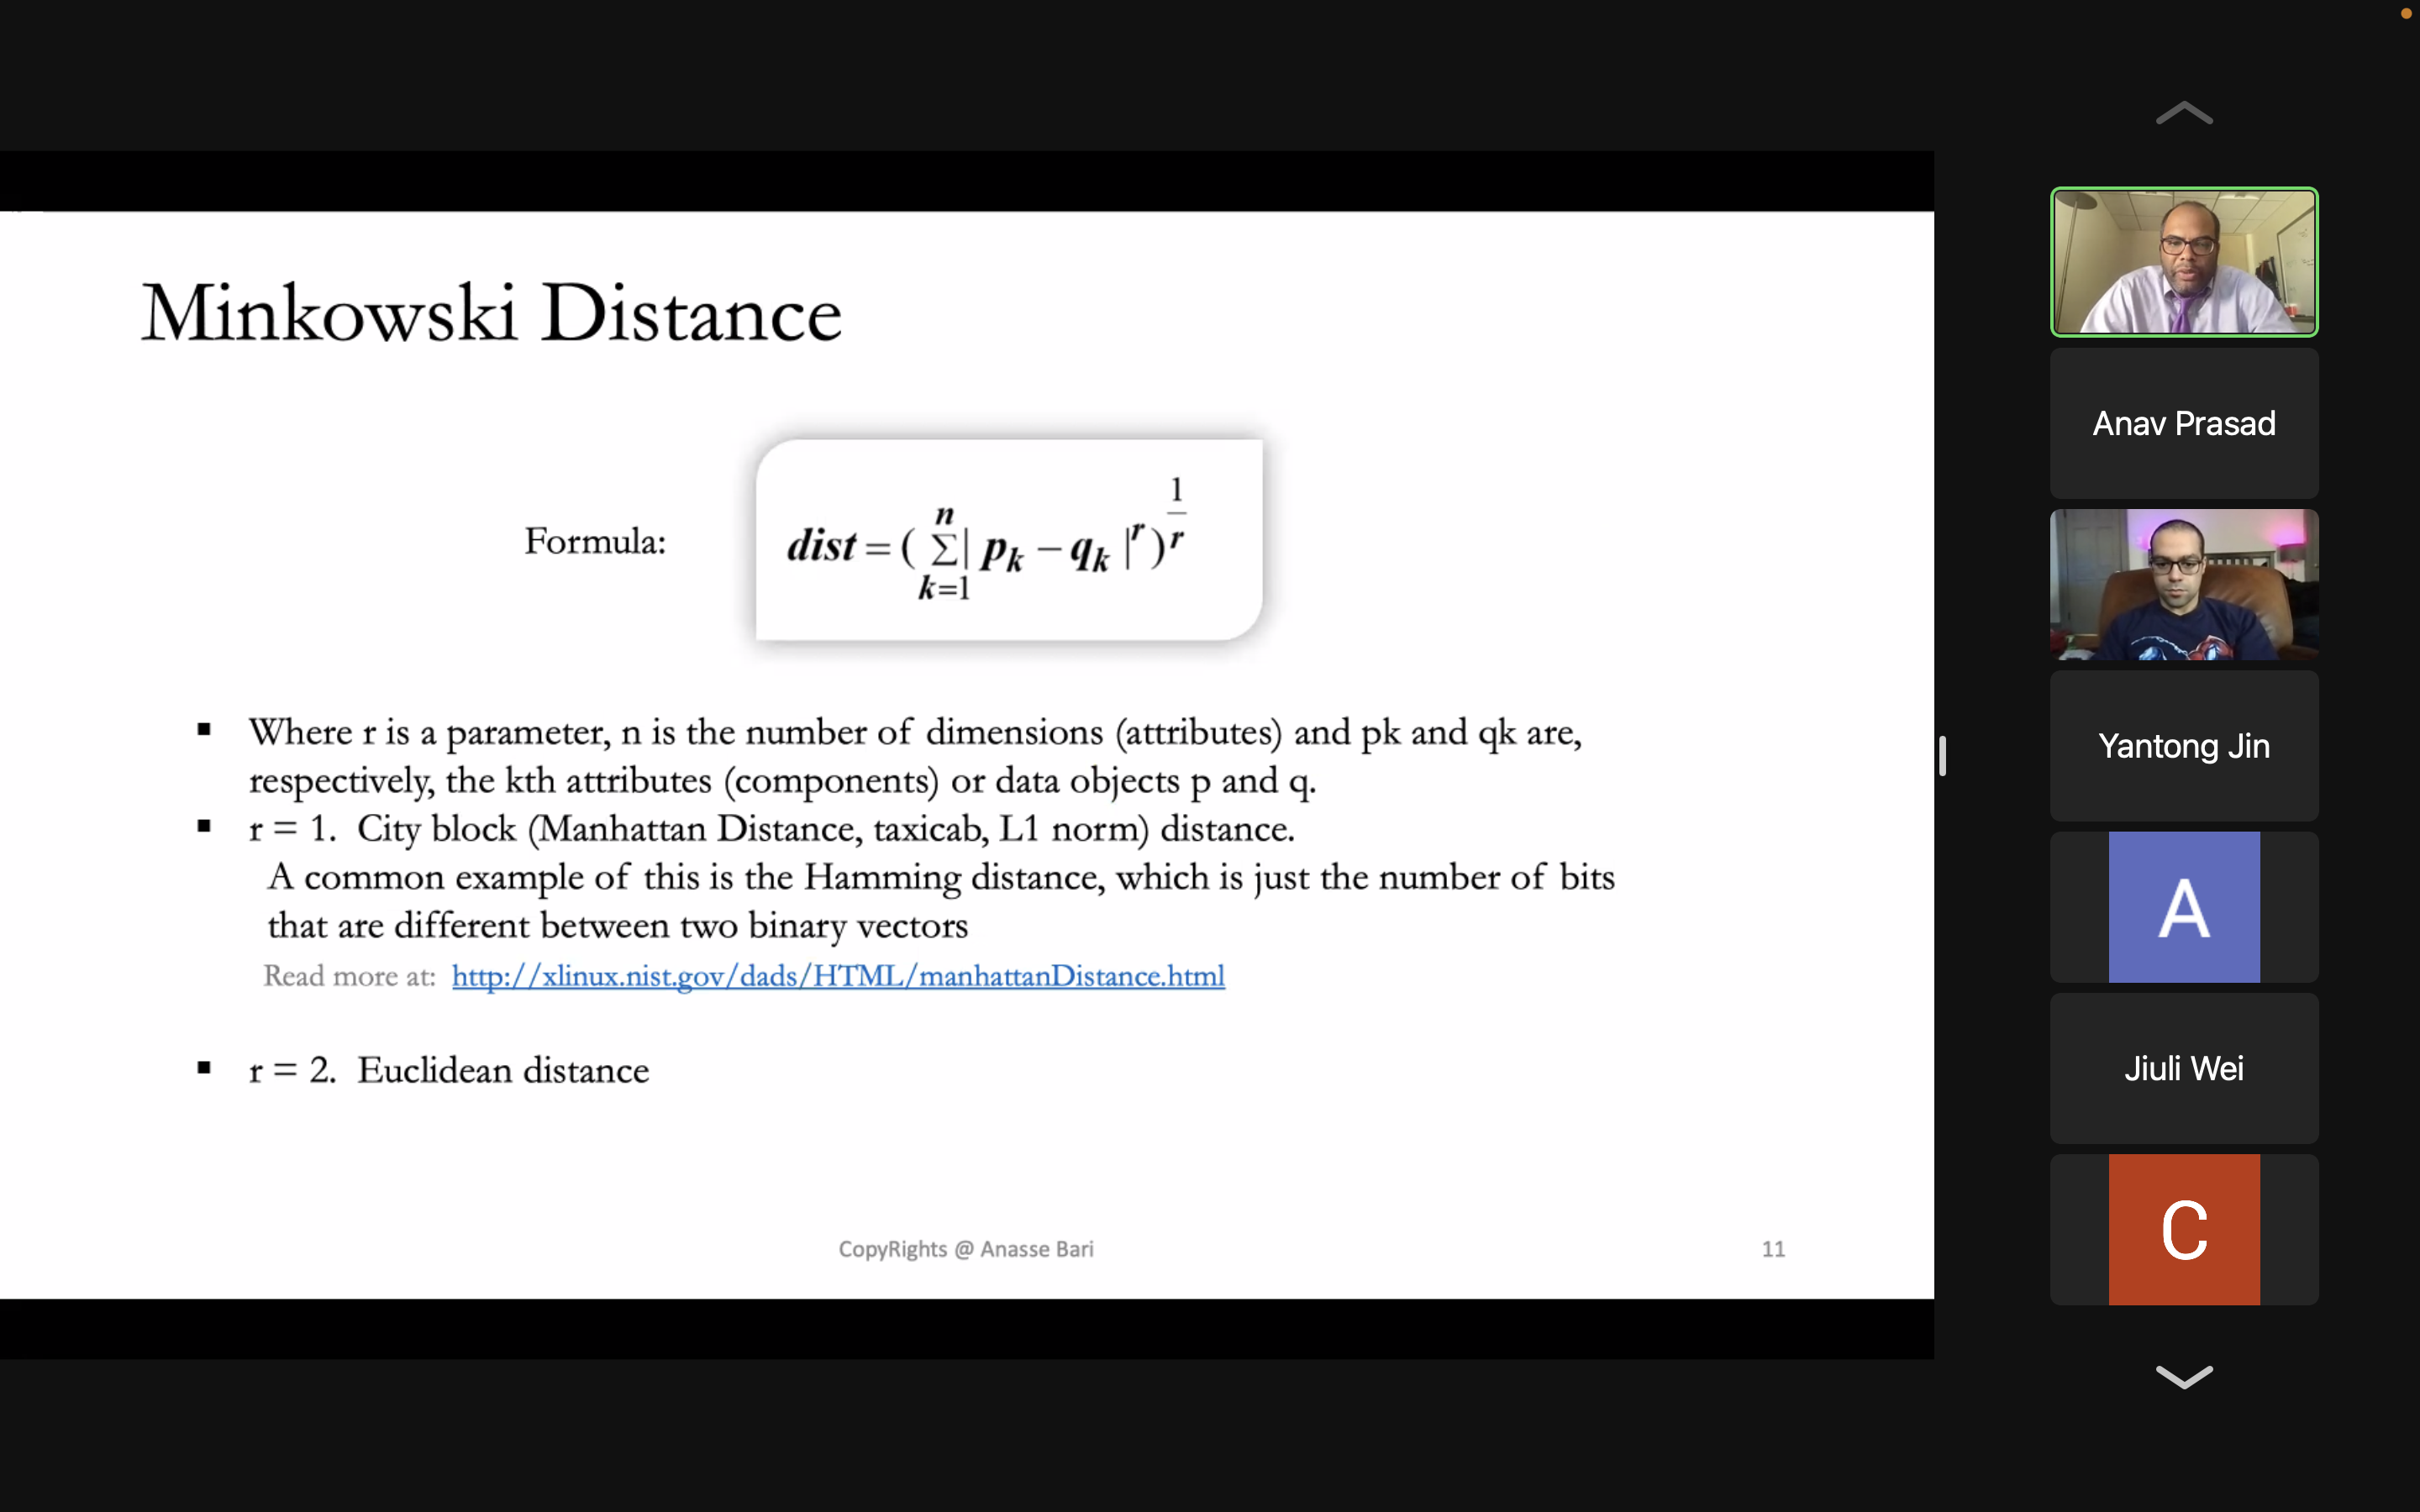 Minkowski Distance
Formula:
dist = ( n Σ k=1 | pk − qk |^r )^1/r
▪ Where r is a parameter, n is the number of dimensions (attributes) and pk and qk are,
respectively, the kth attributes (components) or data objects p and q.
▪ r = 1. City block (Manhattan Distance, taxicab, L1 norm) distance.
A common example of this is the Hamming distance, which is just the number of bits
that are different between two binary vectors
Read more at: http://xlinux.nist.gov/dads/HTML/manhattanDistance.html
▪ r = 2. Euclidean distance
CopyRights @ Anasse Bari
11
Anav Prasad
Yantong Jin
A
Jiuli Wei
C